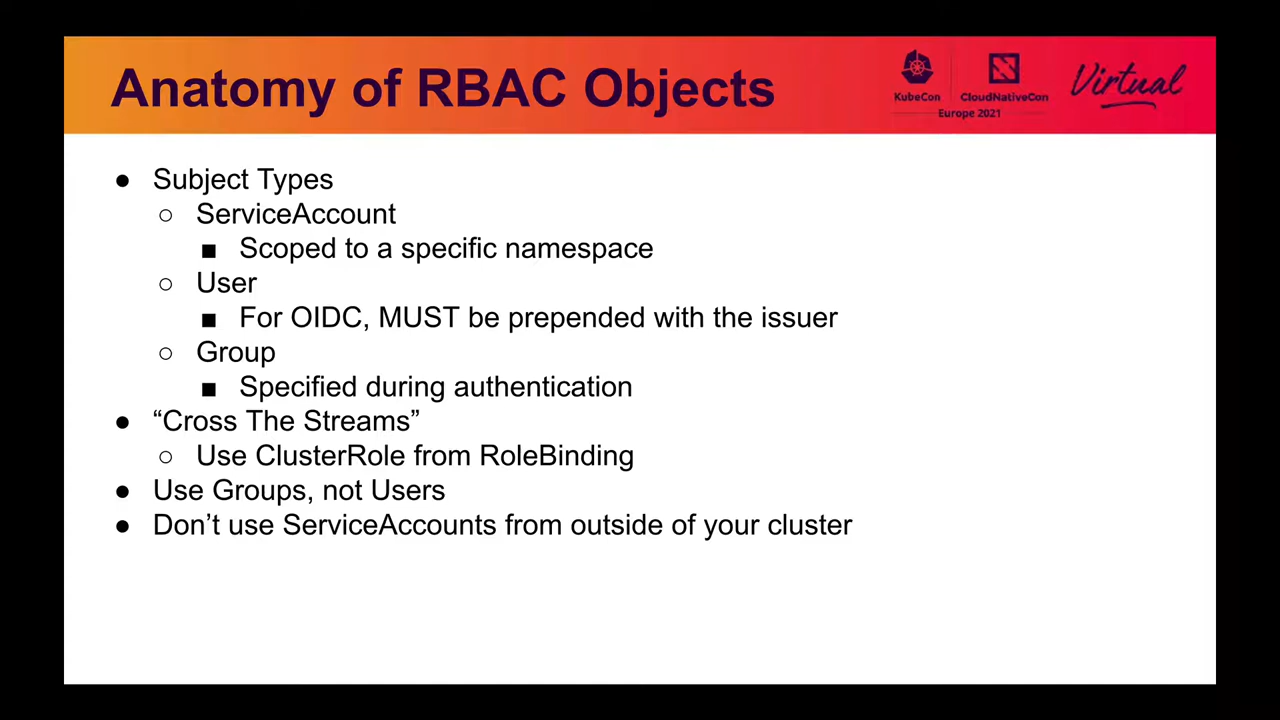 Anatomy of RBAC Objects
KubeCon
CloudNativeCon
Europe 2021
Virtual
● Subject Types
○ ServiceAccount
■ Scoped to a specific namespace
○ User
■ For OIDC, MUST be prepended with the issuer
○ Group
■ Specified during authentication
● “Cross The Streams”
○ Use ClusterRole from RoleBinding
● Use Groups, not Users
● Don’t use ServiceAccounts from outside of your cluster